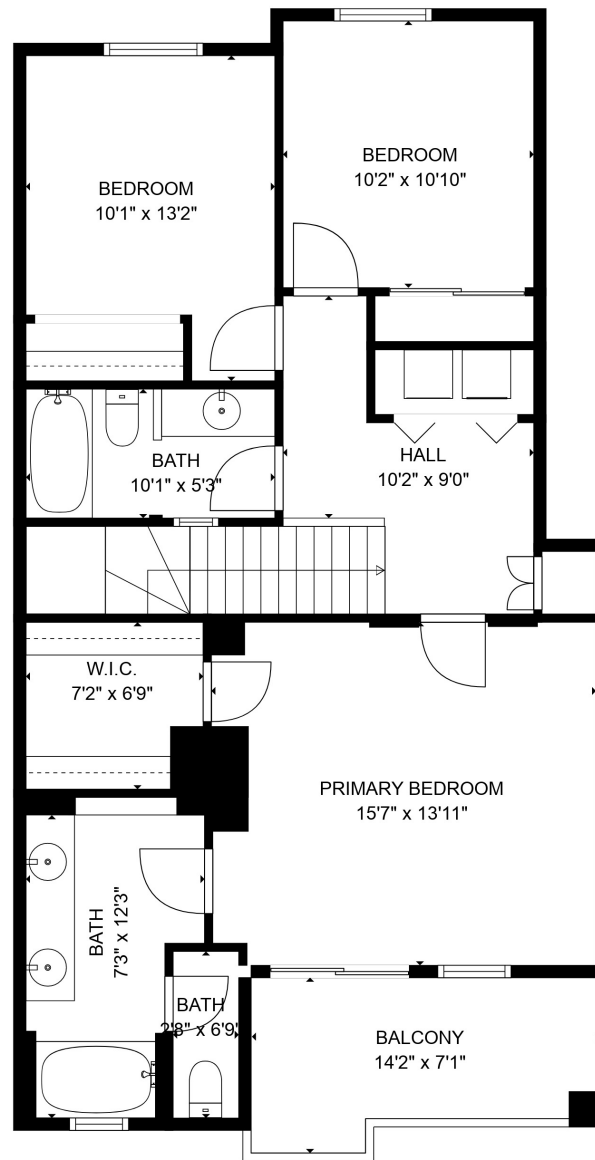 BEDROOM
10'2" x 10'10"
BEDROOM
10'1" x 13'2"
BATH
10'1" x 5'3"
HALL
10'2" x 9'0"
W.I.C.
7'2" x 6'9"
PRIMARY BEDROOM
15'7" x 13'11"
BATH
7'3" x 12'3"
BATH
2'8" x 6'9"
BALCONY
14'2" x 7'1"